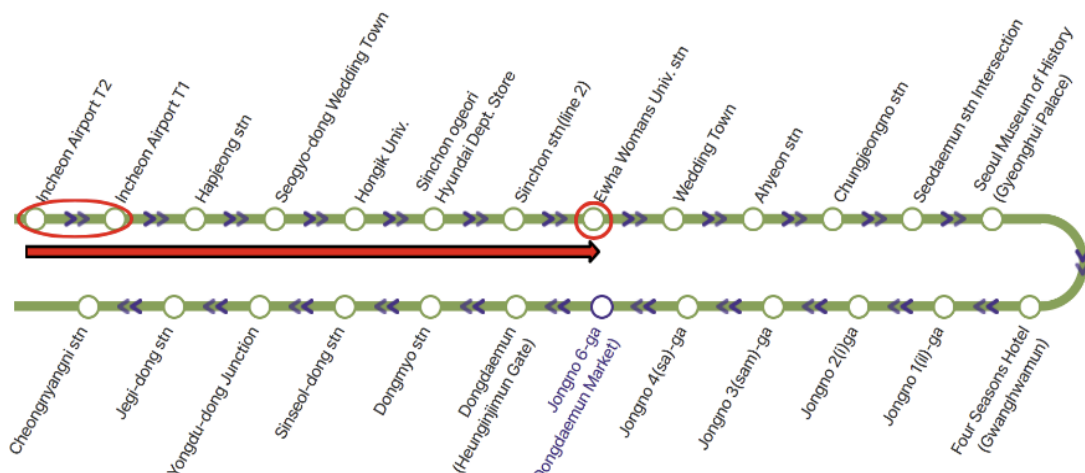 Incheon Airport T2
Incheon Airport T1
Hapjeong stn
Seogyo-dong Wedding Town
Hongik Univ.
Sinchon ogeori
Hyundai Dept. Store
Sinchon stn(line 2)
Ewha Womans Univ. stn
Wedding Town
Ahyeon stn
Chungjeongno stn
Seodaemun stn Intersection
Seoul Museum of History
(Gyeonghui Palace)
Cheongnyangni stn
Jegi-dong stn
Yongdu-dong Junction
Sinseol-dong stn
Dongmyo stn
Dongdaemun
(Heunginjimun Gate)
Jongno 6-ga
Dongdaemun Market)
Jongno 4(sa)-ga
Jongno 3(sam)-ga
Jongno 2(I)ga
Jongno 1(il)-ga
Four Seasons Hotel
(Gwanghwamun)